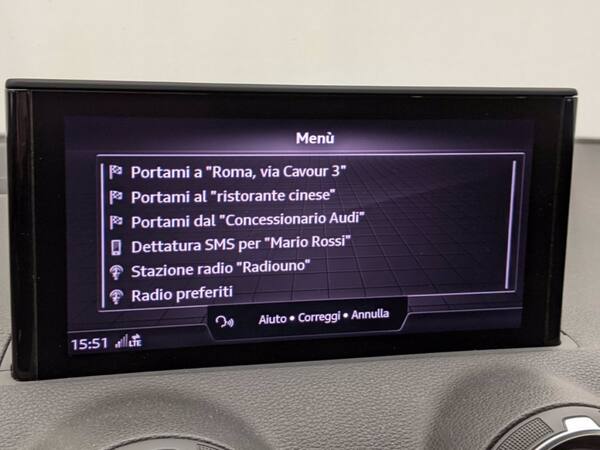 Menù
Portami a "Roma, via Cavour 3"
Portami al "ristorante cinese"
Portami dal "Concessionario Audi"
Dettatura SMS per "Mario Rossi"
Stazione radio "Radiouno"
Radio preferiti
Aiuto • Correggi • Annulla
15:51 LTE